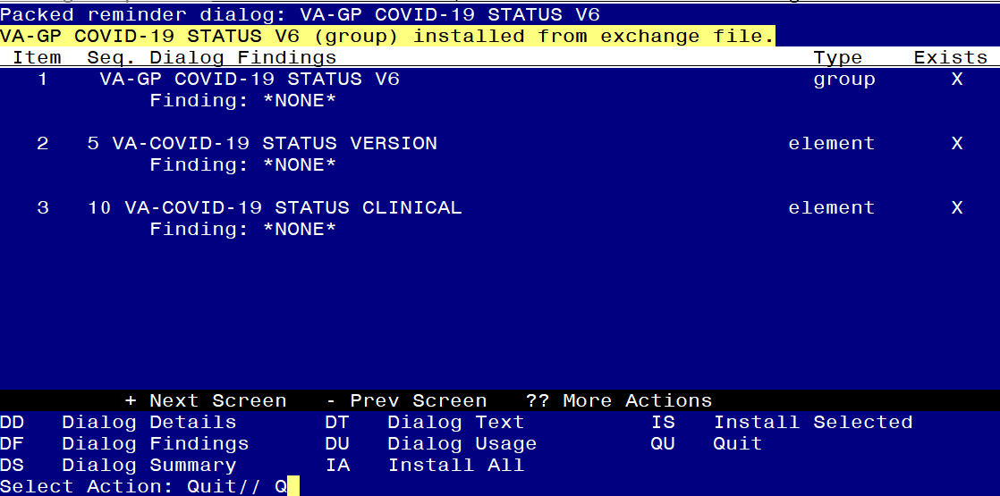 Packed reminder dialog: VA-GP COVID-19 STATUS V6
VA-GP COVID-19 STATUS V6 (group) installed from exchange file.
Item Seq. Dialog Findings Type Exists
1 VA-GP COVID-19 STATUS V6 group X
Finding: *NONE*
2 5 VA-COVID-19 STATUS VERSION element X
Finding: *NONE*
3 10 VA-COVID-19 STATUS CLINICAL element X
Finding: *NONE*
+ Next Screen - Prev Screen ?? More Actions
DD Dialog Details DT Dialog Text IS Install Selected
DF Dialog Findings DU Dialog Usage QU Quit
DS Dialog Summary IA Install All
Select Action: Quit// Q